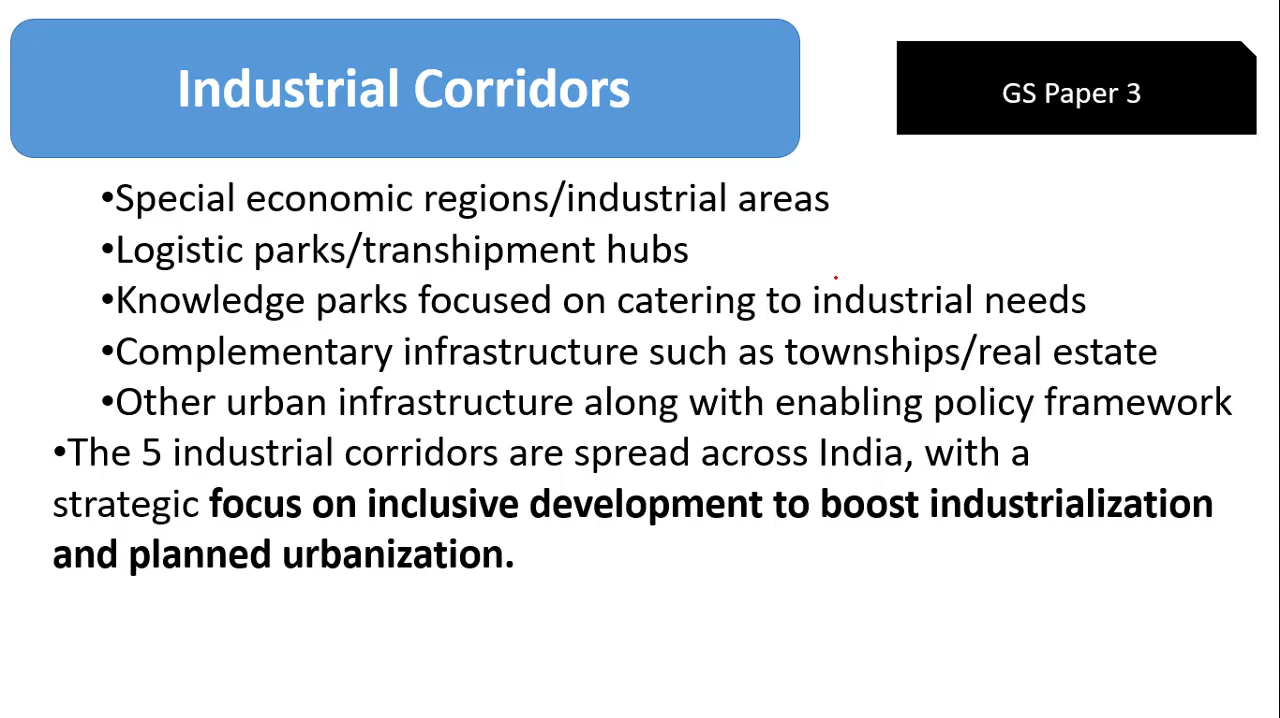 Industrial Corridors
GS Paper 3
•Special economic regions/industrial areas
•Logistic parks/transhipment hubs
•Knowledge parks focused on catering to industrial needs
•Complementary infrastructure such as townships/real estate
•Other urban infrastructure along with enabling policy framework
•The 5 industrial corridors are spread across India, with a
strategic focus on inclusive development to boost industrialization
and planned urbanization.